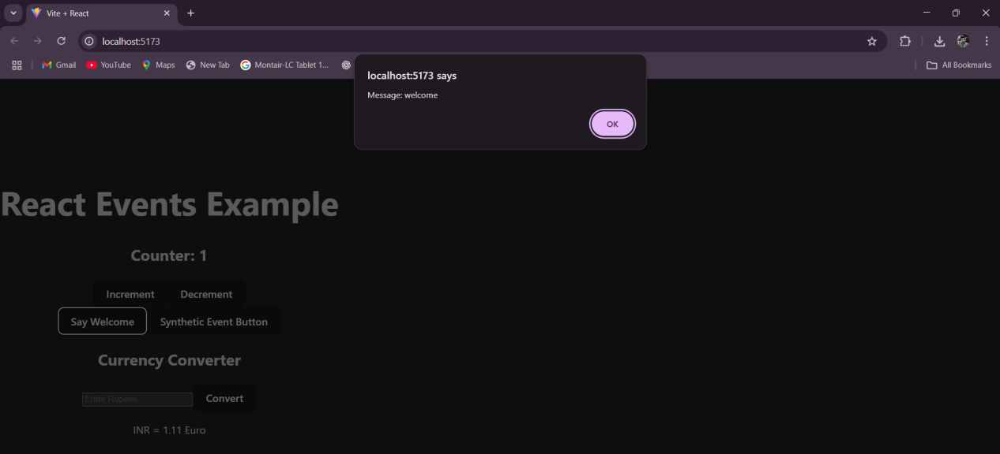 Vite + React
localhost:5173
Gmail YouTube Maps New Tab Montair-LC Tablet 1... All Bookmarks
localhost:5173 says
Message: welcome
OK
React Events Example
Counter: 1
Increment Decrement
Say Welcome Synthetic Event Button
Currency Converter
Enter Rupees Convert
INR = 1.11 Euro